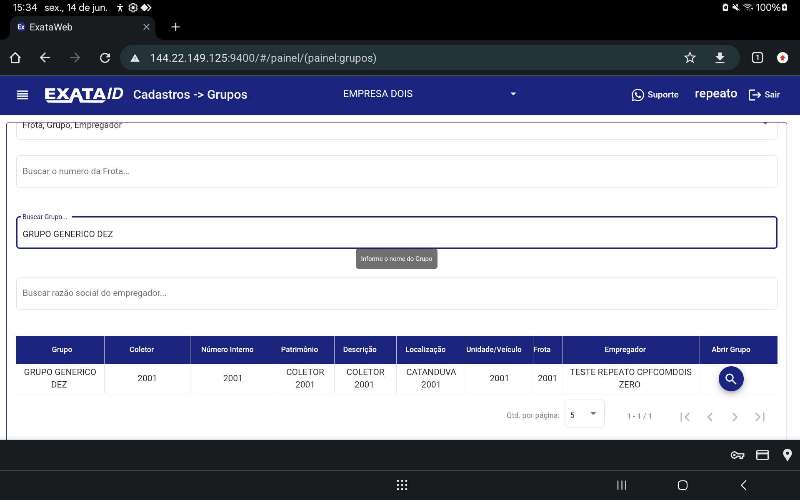 15:34 sex., 14 de jun. 100%
Ex ExataWeb
144.22.149.125:9400/#/painel/(painel:grupos) 1
EXATA ID Cadastros -> Grupos EMPRESA DOIS Suporte repeato Sair
Frota, Grupo, Empregador
Buscar o numero da Frota...
Buscar Grupo...
GRUPO GENERICO DEZ
Informe o nome do Grupo
Buscar razão social do empregador...
Grupo Coletor Número Interno Patrimônio Descrição Localização Unidade/Veículo Frota Empregador Abrir Grupo
GRUPO GENERICO COLETOR COLETOR CATANDUVA TESTE REPEATO CPFCOMDOIS
2001 2001 2001 2001
DEZ 2001 2001 2001 ZERO
Qtd. por página: 5 1 - 1 / 1